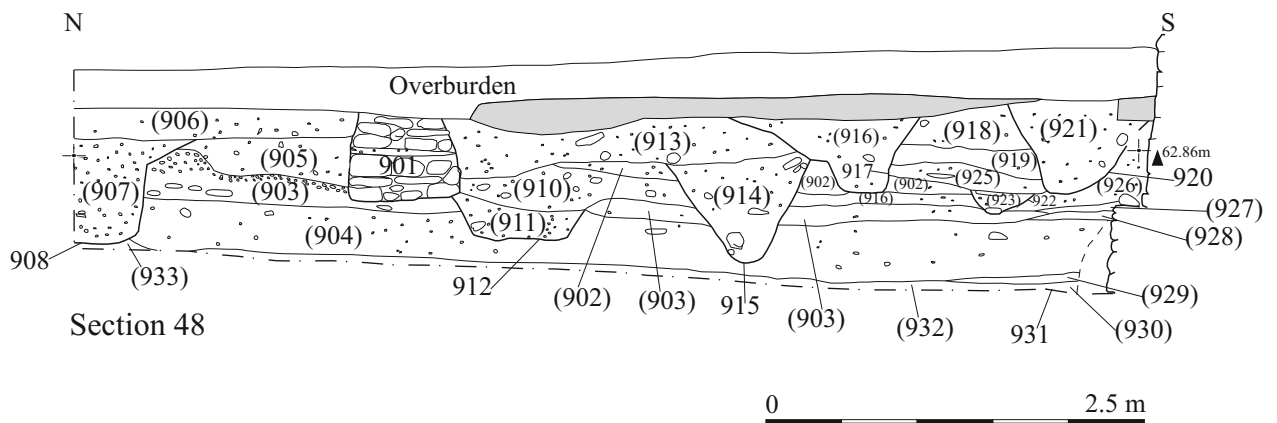 N S
Overburden
(906) (913) (916) (918) (921)
(905) 901 (919) 62.86m
(907) (903) (910) (902) 917 (902) (925) (926) 920
(914) (916) (923) 922
(904) (911) (927)
908 (933) (928)
912 (902) (903) 915 (903) (932) 931 (929)
(930)
Section 48
0 2.5 m